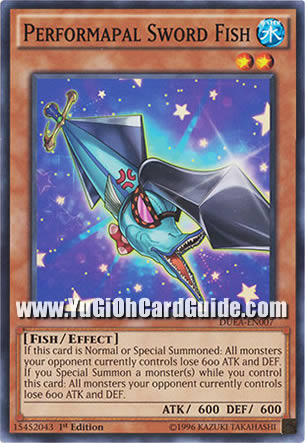 Performapal Sword Fish
水
www.YuGiOhCardGuide.com
DUEA-EN007
[Fish/Effect]
If this card is Normal or Special Summoned: All monsters
your opponent currently controls lose 600 ATK and DEF.
If you Special Summon a monster(s) while you control
this card: All monsters your opponent currently controls
lose 600 ATK and DEF.
ATK/ 600 DEF/ 600
15452043 1st Edition ©1996 KAZUKI TAKAHASHI